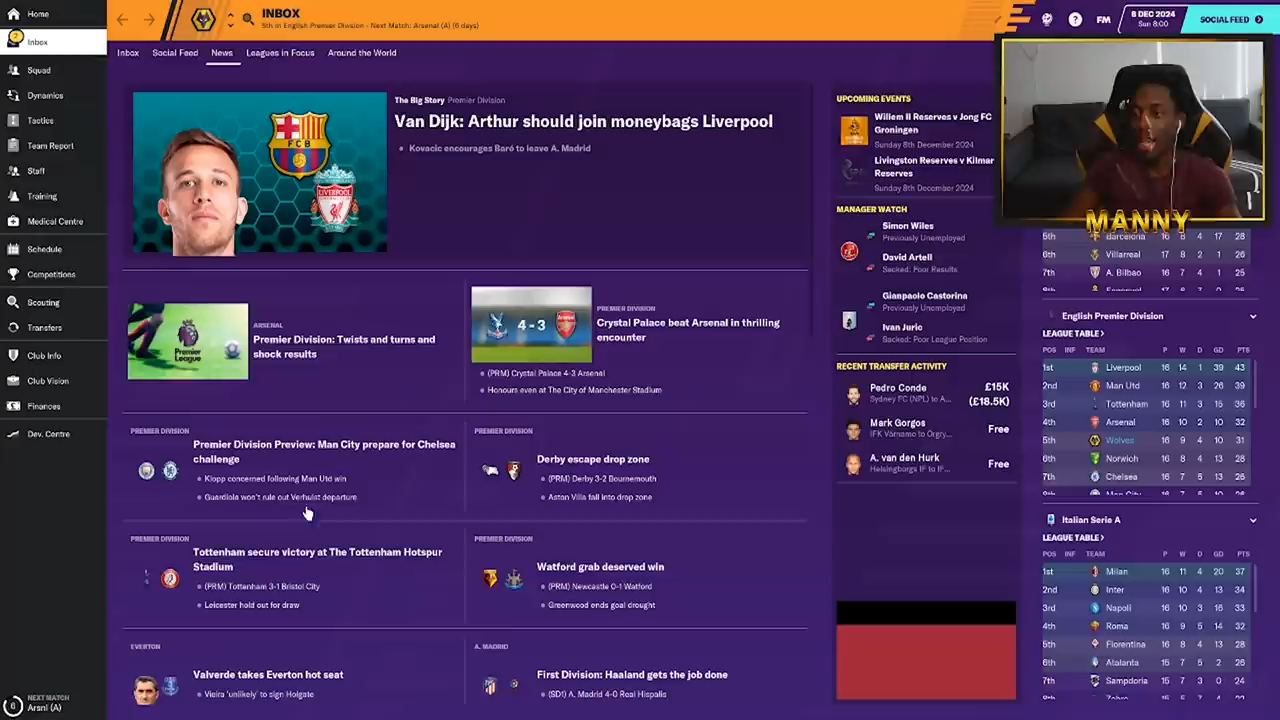 Home
Inbox
Squad
Dynamics
Tactics
Team Report
Staff
Training
Medical Centre
Schedule
Competitions
Scouting
Transfers
Club Info
Club Vision
Finances
Dev. Centre
NEXT MATCH
Arsnl (A)
INBOX
5th in English Premier Division - Next Match: Arsenal (A) (6 days)
FM
8 DEC 2024
Sun 8:00
SOCIAL FEED
Inbox
Social Feed
News
Leagues in Focus
Around the World
The Big Story Premier Division
Van Dijk: Arthur should join moneybags Liverpool
Kovacic encourages Baró to leave A. Madrid
ARSENAL
Premier Division: Twists and turns and
shock results
4 - 3
PREMIER DIVISION
Crystal Palace beat Arsenal in thrilling
encounter
(PRM) Crystal Palace 4-3 Arsenal
Honours even at The City of Manchester Stadium
PREMIER DIVISION
Premier Division Preview: Man City prepare for Chelsea
challenge
Klopp concerned following Man Utd win
Guardiola won't rule out Verhulst departure
PREMIER DIVISION
Derby escape drop zone
(PRM) Derby 3-2 Bournemouth
Aston Villa fall into drop zone
PREMIER DIVISION
Tottenham secure victory at The Tottenham Hotspur
Stadium
(PRM) Tottenham 3-1 Bristol City
Leicester hold out for draw
PREMIER DIVISION
Watford grab deserved win
(PRM) Newcastle 0-1 Watford
Greenwood ends goal drought
EVERTON
Valverde takes Everton hot seat
Vieira 'unlikely' to sign Holgate
A. MADRID
First Division: Haaland gets the job done
(SD1) A. Madrid 4-0 Real Hispalis
UPCOMING EVENTS
Willem II Reserves v Jong FC
Groningen
Sunday 8th December 2024
Livingston Reserves v Kilmar
Reserves
Sunday 8th December 2024
MANAGER WATCH
Simon Wiles
Previously Unemployed
David Artell
Sacked: Poor Results
Gianpaolo Castorina
Previously Unemployed
Ivan Juric
Sacked: Poor League Position
RECENT TRANSFER ACTIVITY
Pedro Conde
Sydney FC (NPL) to A...
£15K
(£18.5K)
Mark Gorgos
IFK Värnamo to Örgry...
Free
A. van den Hurk
Helsingborgs IF to IF...
Free
MANNY
5th Barcelona 16 8 4 17 28
6th Villarreal 17 8 2 1 26
7th A. Bilbao 16 7 4 1 25
English Premier Division
LEAGUE TABLE
POS INF TEAM P W D GD PTS
1st Liverpool 16 14 1 39 43
2nd Man Utd 16 12 3 26 39
3rd Tottenham 16 11 3 15 36
4th Arsenal 16 10 2 10 32
5th Wolves 16 9 4 10 31
6th Norwich 16 8 4 13 28
7th Chelsea 16 7 5 13 26
Man City
Italian Serie A
LEAGUE TABLE
POS INF TEAM P W D GD PTS
1st Milan 16 11 4 20 37
2nd Inter 16 10 4 13 34
3rd Napoli 16 10 3 16 33
4th Roma 16 9 5 14 32
5th Fiorentina 16 8 4 13 28
6th Atalanta 15 7 5 2 26
7th Sampdoria 15 7 3 0 24